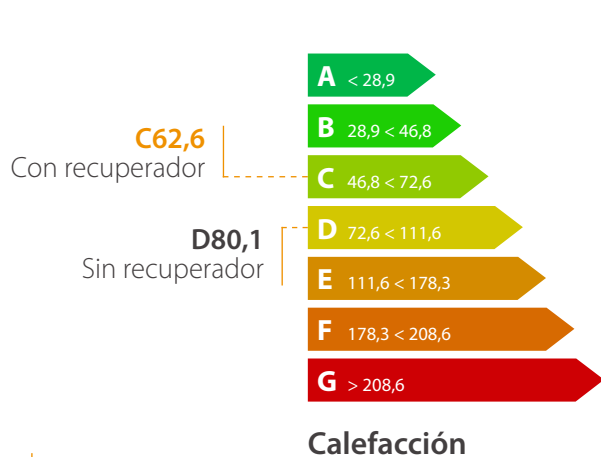 A < 28,9
B 28,9 < 46,8
C62,6
Con recuperador
C 46,8 < 72,6
D80,1
Sin recuperador
D 72,6 < 111,6
E 111,6 < 178,3
F 178,3 < 208,6
G > 208,6
Calefacción